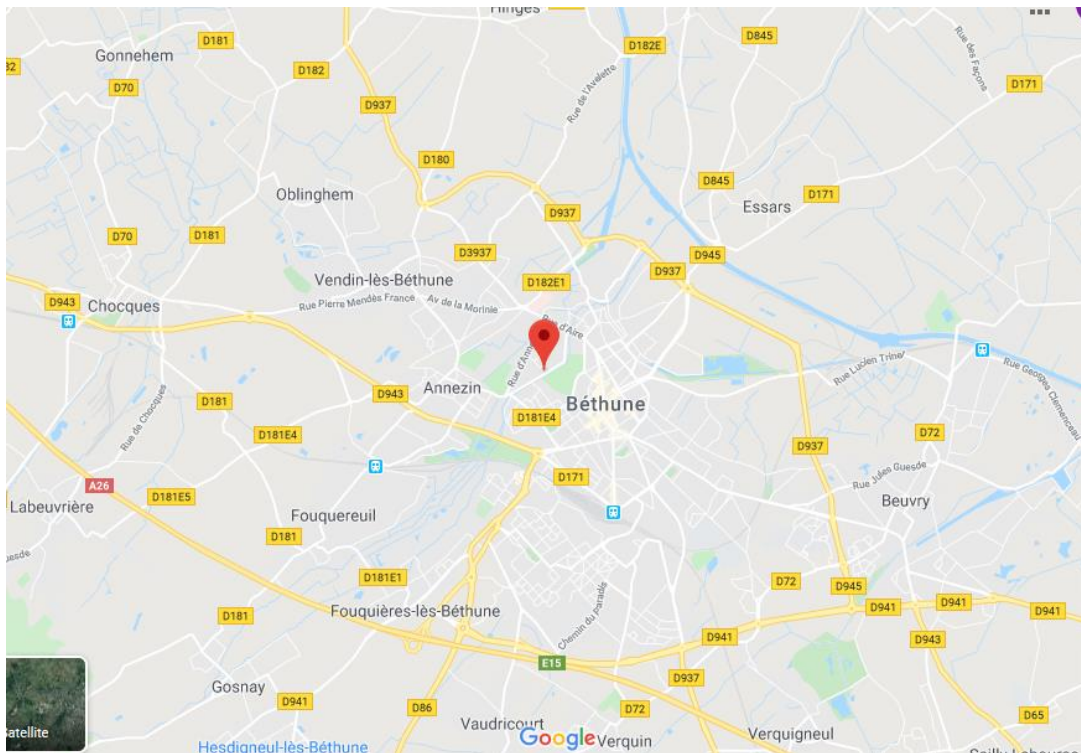 Hinges
D181
D182E
D845
Gonnehem
Rue des Façons
D182
D70
D171
D937
Rue de l'Avelette
D180
D845
D171
Oblinghem
Essars
D937
D70
D181
D3937
D945
D937
Vendin-lès-Béthune
D182E1
D943
Chocques
Rue Pierre Mendès France
Av de la Morinie
Rue d'Aire
Rue Georges Clemenceau
Annezin
D943
D181
Béthune
D181E4
Rue de Chocques
D181E4
D72
D937
D171
Rue Jules Guesde
A26
D181E5
Labeuvrière
Beuvry
Fouquereuil
D181
D181E1
D72
D945
Fouquières-lès-Béthune
D941
D941
D941
D181
Chemin du Paradis
D941
D943
E15
D937
Gosnay
D941
D86
D72
D65
Vaudricourt
Satellite
Google
Verquin
Verquigneul
Hesdigneul-lès-Béthune